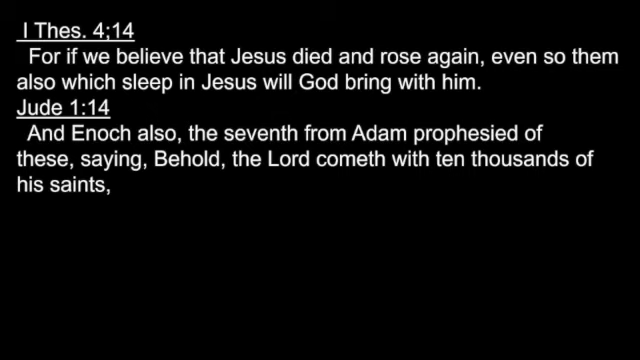 I Thes. 4;14
For if we believe that Jesus died and rose again, even so them
also which sleep in Jesus will God bring with him.
Jude 1:14
And Enoch also, the seventh from Adam prophesied of
these, saying, Behold, the Lord cometh with ten thousands of
his saints,